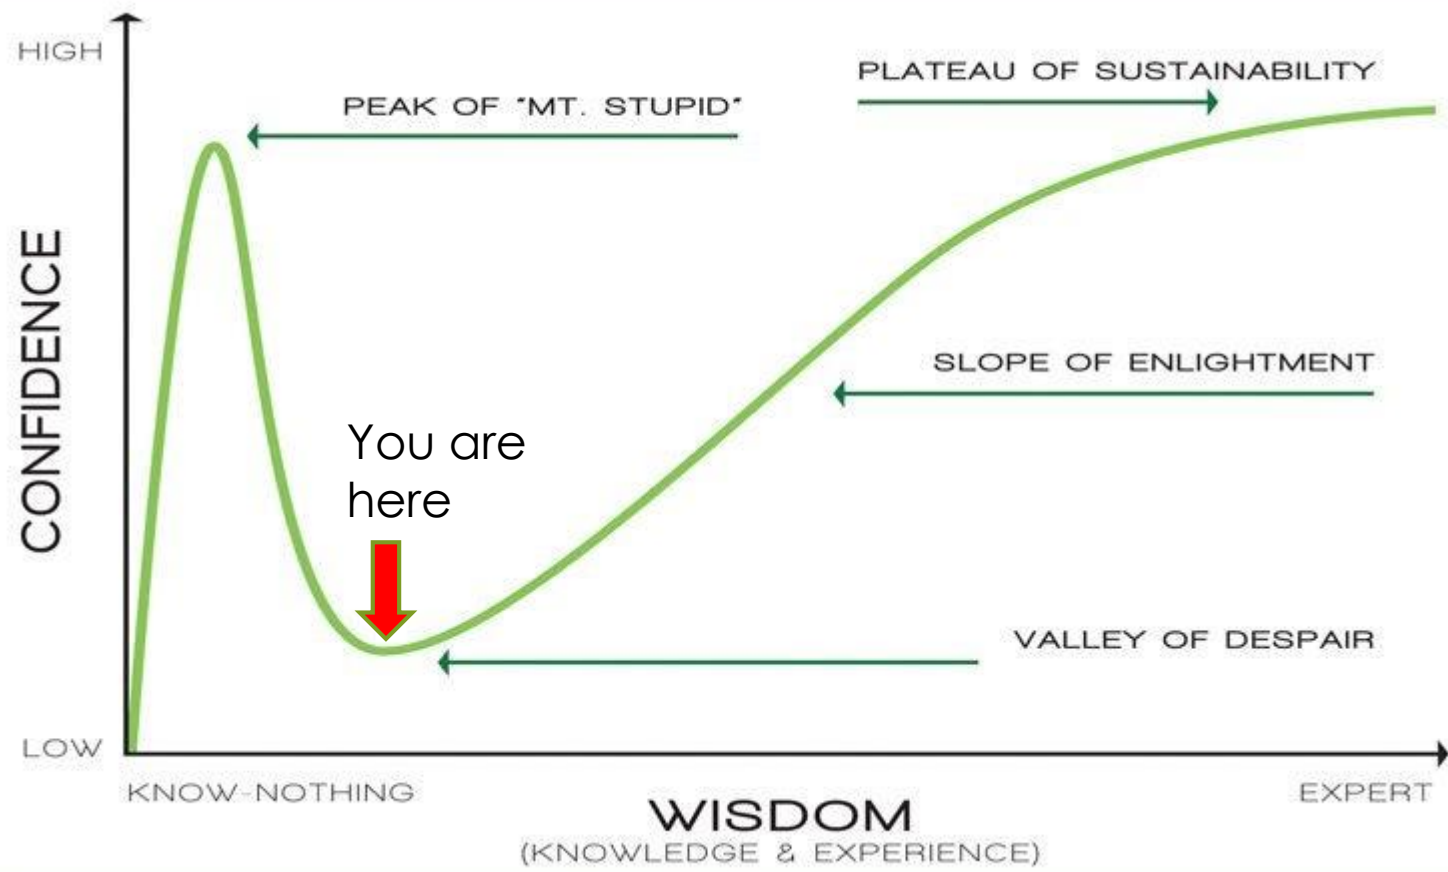 HIGH
PLATEAU OF SUSTAINABILITY
PEAK OF "MT. STUPID"
CONFIDENCE
SLOPE OF ENLIGHTMENT
You are
here
VALLEY OF DESPAIR
LOW
KNOW-NOTHING
EXPERT
WISDOM
(KNOWLEDGE & EXPERIENCE)